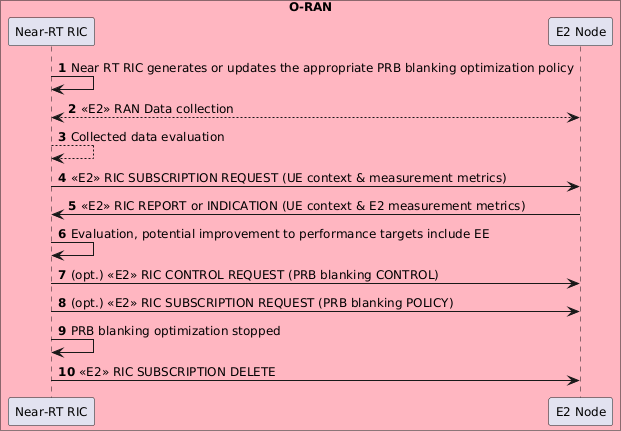 O-RAN
Near-RT RIC
E2 Node
1 Near RT RIC generates or updates the appropriate PRB blanking optimization policy
2 «E2» RAN Data collection
3 Collected data evaluation
4 «E2» RIC SUBSCRIPTION REQUEST (UE context & measurement metrics)
5 «E2» RIC REPORT or INDICATION (UE context & E2 measurement metrics)
6 Evaluation, potential improvement to performance targets include EE
7 (opt.) «E2» RIC CONTROL REQUEST (PRB blanking CONTROL)
8 (opt.) «E2» RIC SUBSCRIPTION REQUEST (PRB blanking POLICY)
9 PRB blanking optimization stopped
10 «E2» RIC SUBSCRIPTION DELETE
Near-RT RIC
E2 Node